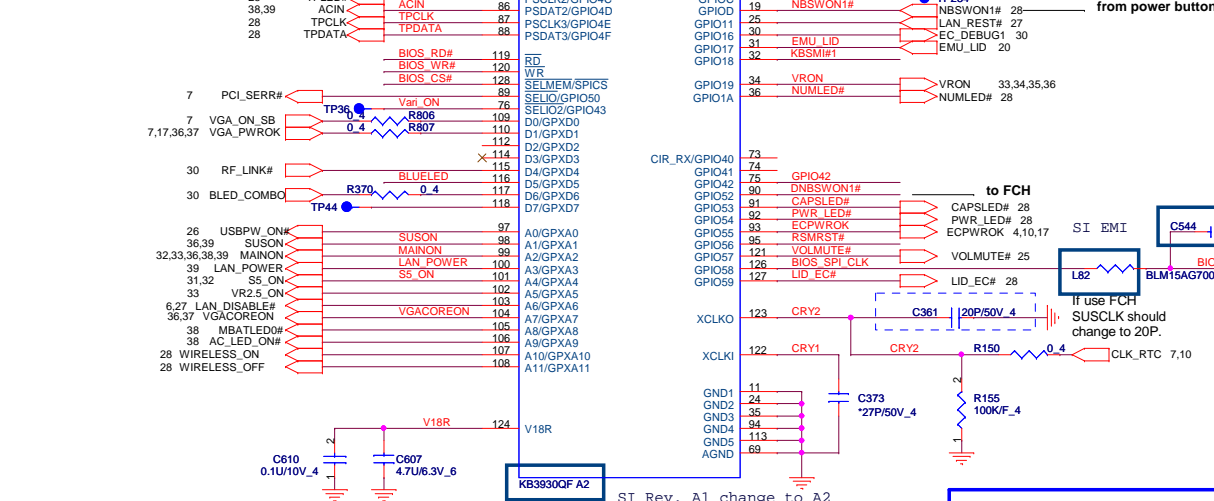 28,39 ACIN ACIN 86 PSDAT2/GPIO4D
28 TPCLK TPCLK 87 PSCLK3/GPIO4E
28 TPDATA TPDATA 88 PSDAT3/GPIO4F
BIOS_RD# 119 RD
BIOS_WR# 120 WR
BIOS_CS# 128 SELMEM/SPICS
7 PCI_SERR# 89 SELIO/GPIO50
TP36 Vari_ON 76 SELIO2/GPIO43
7 VGA_ON_SB 0_4 R806 109 D0/GPXD0
7,17,36,37 VGA_PWROK 0_4 R807 110 D1/GPXD1
112 D2/GPXD2
114 D3/GPXD3
30 RF_LINK# 115 D4/GPXD4
BLUELED 116 D5/GPXD5
30 BLED_COMBO R370 0_4 117 D6/GPXD6
TP44 118 D7/GPXD7
26 USBPW_ON# 97 A0/GPXA0
36,39 SUSON SUSON 98 A1/GPXA1
32,33,36,38,39 MAINON MAINON 99 A2/GPXA2
39 LAN_POWER LAN_POWER 100 A3/GPXA3
31,32 S5_ON S5_ON 101 A4/GPXA4
33 VR2.5_ON 102 A5/GPXA5
6,27 LAN_DISABLE# 103 A6/GPXA6
36,37 VGACOREON VGACOREON 104 A7/GPXA7
38 MBATLED0# 105 A8/GPXA8
38 AC_LED_ON# 106 A9/GPXA9
28 WIRELESS_ON 107 A10/GPXA10
28 WIRELESS_OFF 108 A11/GPXA11
V18R 124 V18R
2
1
C610
0.1U/10V_4
C607
4.7U/6.3V_6
KB3930QF A2
SI Rev. A1 change to A2
GPIOD 19 NBSWON1# NBSWON1# 28 from power button
GPIO11 25 LAN_REST# 27
GPIO16 30 EC_DEBUG1 30
GPIO17 31 EMU_LID EMU_LID 20
GPIO18 32 KBSMI#1
GPIO19 34 VRON VRON 33,34,35,36
GPIO1A 36 NUMLED# NUMLED# 28
CIR_RX/GPIO40 73
GPIO41 74
GPIO42 75 GPIO42
GPIO52 90 DNBSWON1# to FCH
GPIO53 91 CAPSLED# CAPSLED# 28
GPIO54 92 PWR_LED# PWR_LED# 28
GPIO55 93 ECPWROK ECPWROK 4,10,17
GPIO56 95 RSMRST#
GPIO57 121 VOLMUTE# VOLMUTE# 25
GPIO58 126 BIOS_SPI_CLK
GPIO59 127 LID_EC# LID_EC# 28
SI EMI
C544
L82 BLM15AG700
If use FCH
SUSCLK should
change to 20P.
XCLKO 123 CRY2 C361 20P/50V_4
XCLKI 122 CRY1 CRY2 R150 0_4 CLK_RTC 7,10
C373
*27P/50V_4
2
R155
100K/F_4
1
GND1 11
GND2 24
GND3 35
GND4 94
GND5 113
AGND 69